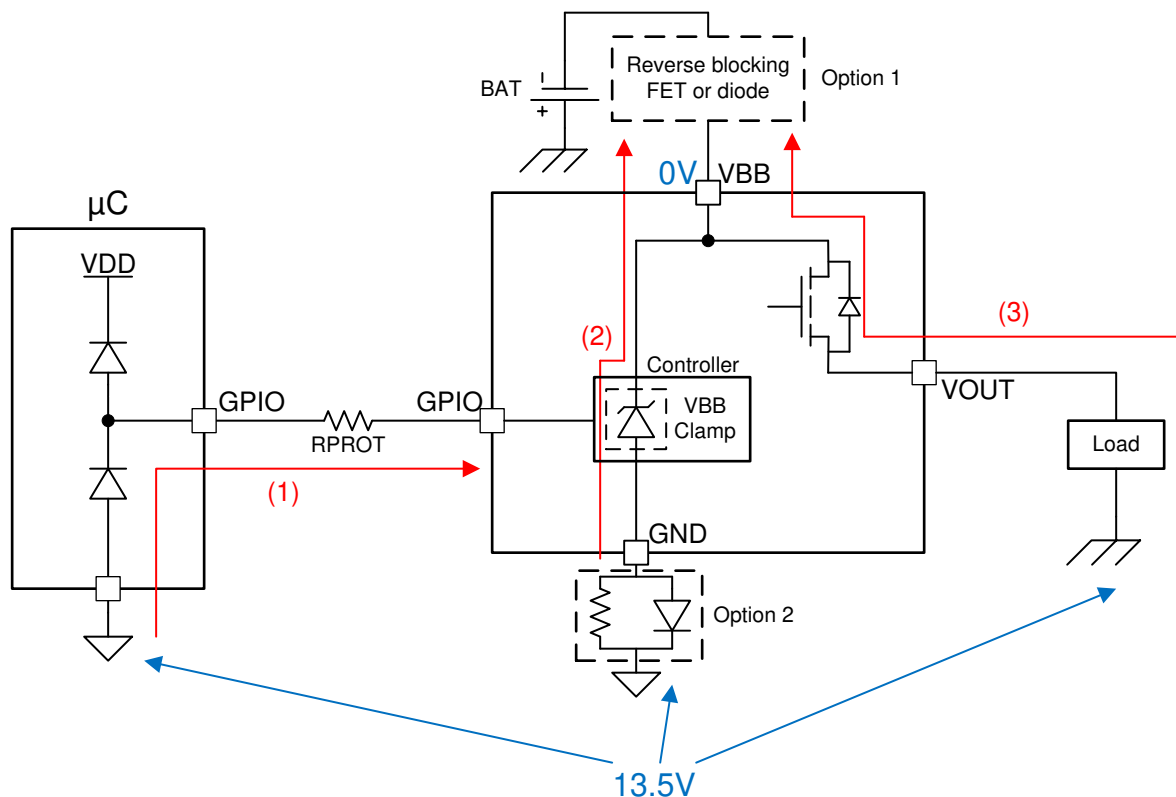 Reverse blocking
FET or diode
Option 1
BAT
-
+
0V
VBB
µC
VDD
(2)
(3)
Controller
VBB
Clamp
GPIO
RPROT
GPIO
VOUT
Load
(1)
GND
Option 2
13.5V